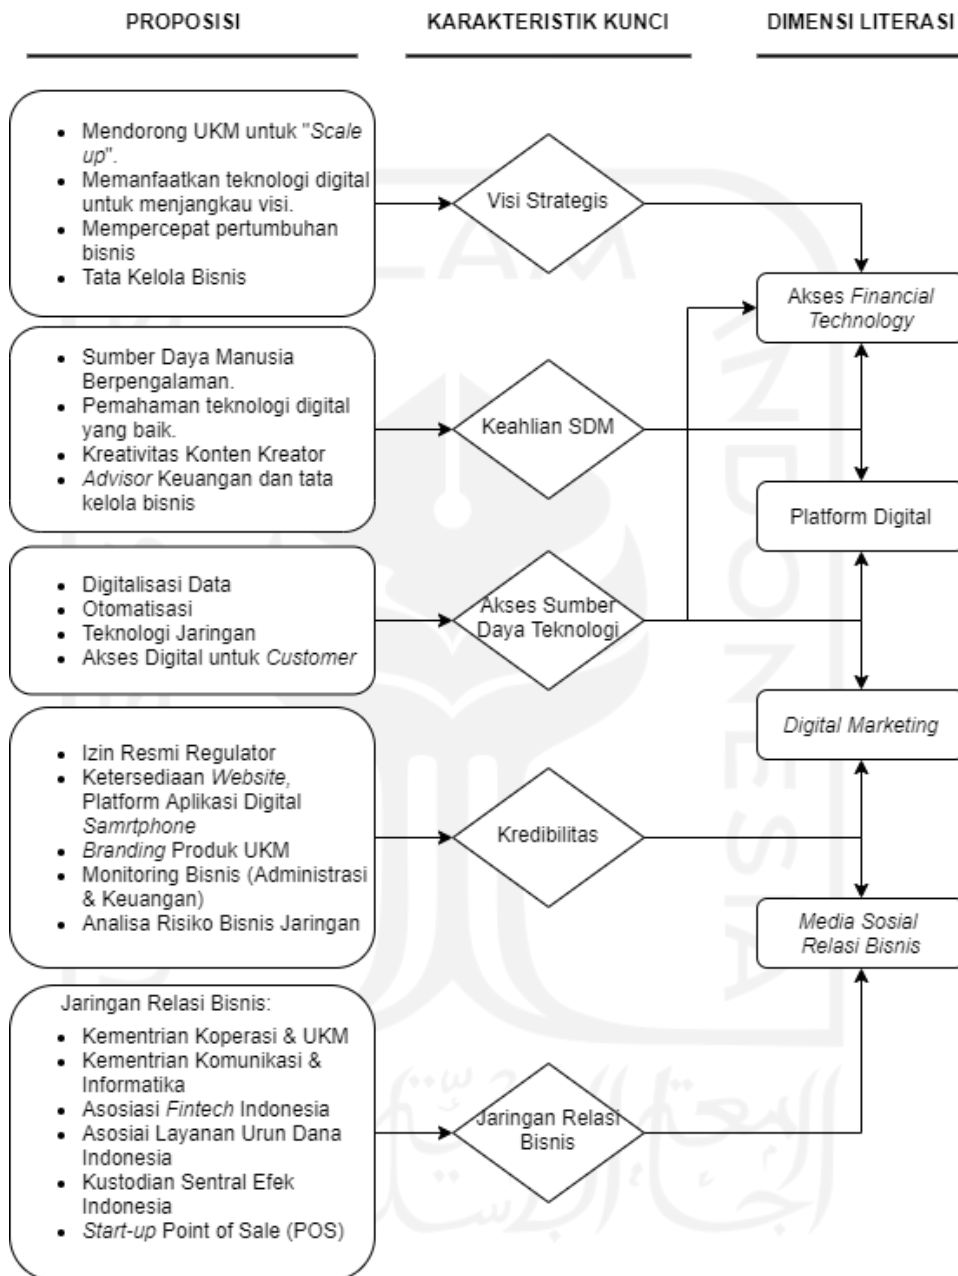 PROPOSISI
KARAKTERISTIK KUNCI
DIMENSI LITERASI
Mendorong UKM untuk "Scale
up".
Memanfaatkan teknologi digital
untuk menjangkau visi.
Mempercepat pertumbuhan
bisnis
Tata Kelola Bisnis
Visi Strategis
Akses Financial
Technology
Sumber Daya Manusia
Berpengalaman.
Pemahaman teknologi digital
yang baik.
Kreativitas Konten Kreator
Advisor Keuangan dan tata
kelola bisnis
Keahlian SDM
Platform Digital
Digitalisasi Data
Otomatisasi
Teknologi Jaringan
Akses Digital untuk Customer
Akses Sumber
Daya Teknologi
Digital Marketing
Izin Resmi Regulator
Ketersediaan Website,
Platform Aplikasi Digital
Samrtphone
Branding Produk UKM
Monitoring Bisnis (Administrasi
& Keuangan)
Analisa Risiko Bisnis Jaringan
Kredibilitas
Media Sosial
Relasi Bisnis
Jaringan Relasi Bisnis:
Kementrian Koperasi & UKM
Kementrian Komunikasi &
Informatika
Asosiasi Fintech Indonesia
Asosiai Layanan Urun Dana
Indonesia
Kustodian Sentral Efek
Indonesia
Start-up Point of Sale (POS)
Jaringan Relasi
Bisnis